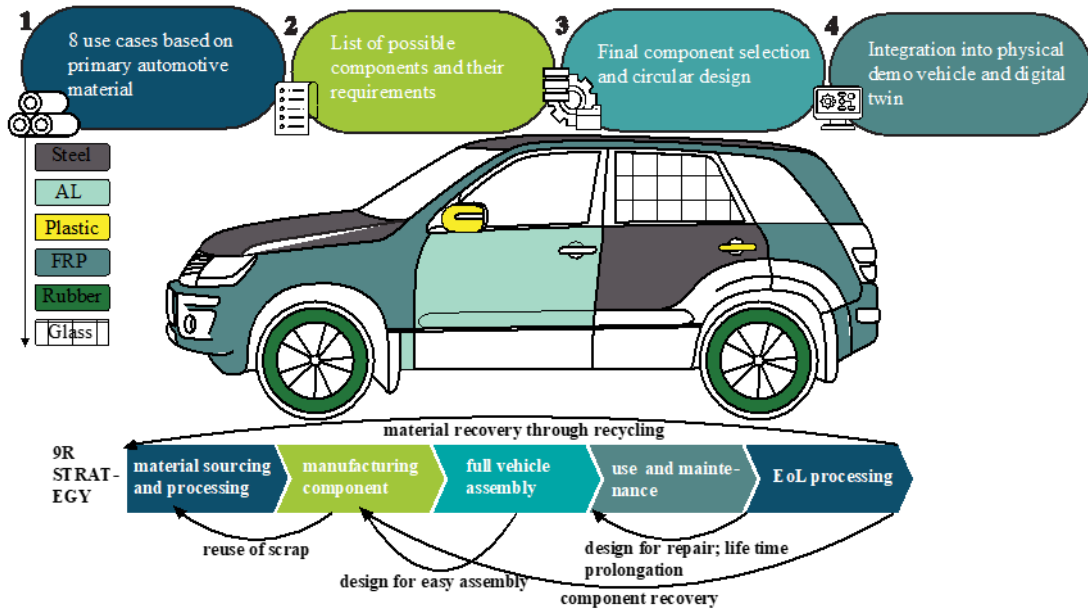 1
8 use cases based on
primary automotive
material
2
List of possible
components and their
requirements
3
Final component selection
and circular design
4
Integration into physical
demo vehicle and digital
twin
Steel
AL
Plastic
FRP
Rubber
Glass
material recovery through recycling
9R
STRAT-
EGY
material sourcing
and processing
manufacturing
component
full vehicle
assembly
use and mainte-
nance
EoL processing
reuse of scrap
design for easy assembly
design for repair; life time
prolongation
component recovery